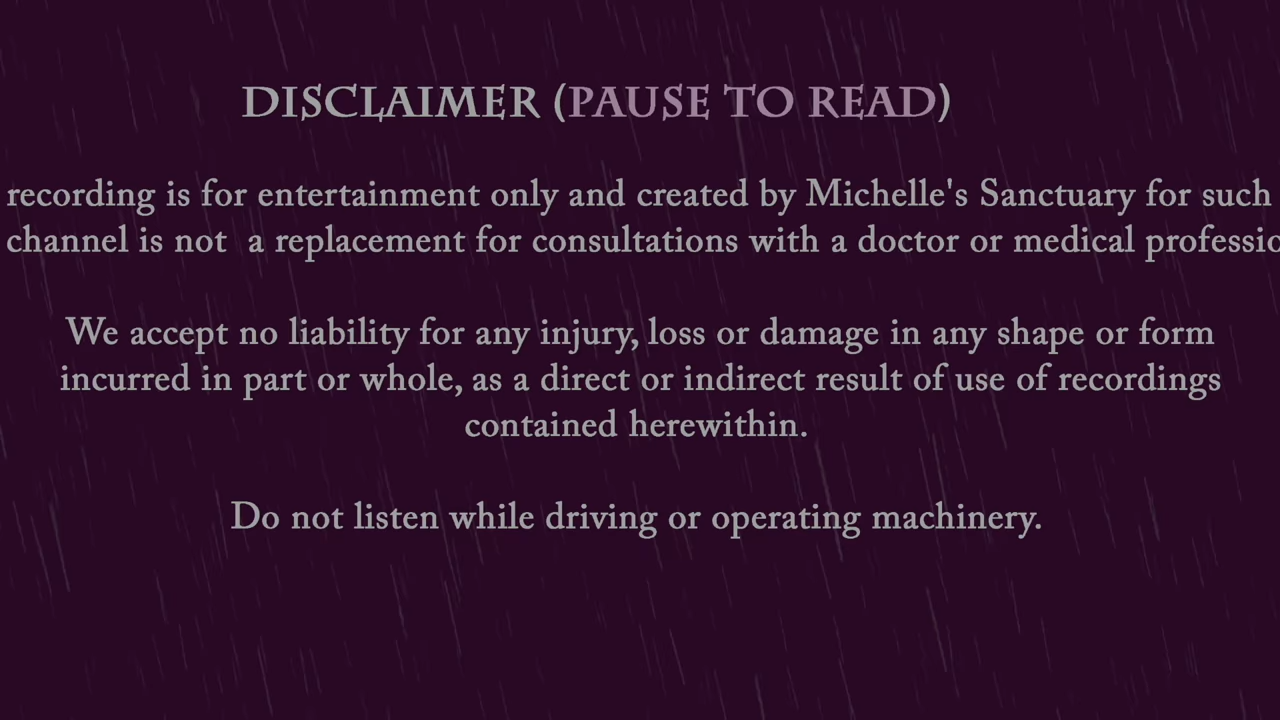 DISCLAIMER (PAUSE TO READ)
recording is for entertainment only and created by Michelle's Sanctuary for such
channel is not a replacement for consultations with a doctor or medical
We accept no liability for any injury, loss or damage in any shape or form
incurred in part or whole, as a direct or indirect result of use of recordings
contained herewithin.
Do not listen while driving or operating machinery.